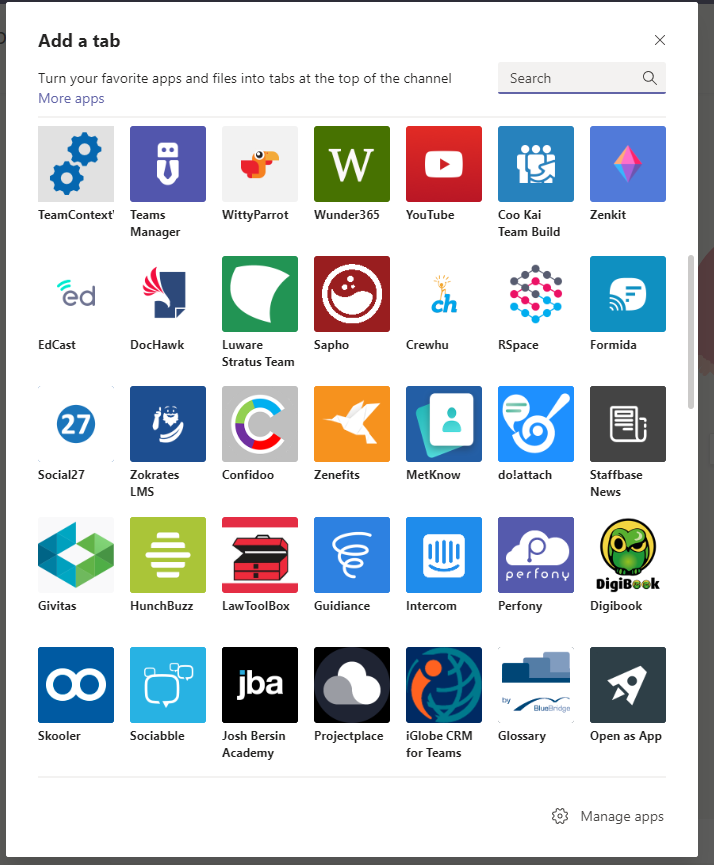 Add a tab
Turn your favorite apps and files into tabs at the top of the channel
Search
More apps
W
TeamContext
Teams
Manager
WittyParrot
Wunder365
YouTube
Coo Kai
Team Build
Zenkit
ed
ch
EdCast
DocHawk
Luware
Stratus Team
Sapho
Crewhu
RSpace
Formida
27
Social27
Zokrates
LMS
Confidoo
Zenefits
MetKnow
do!attach
Staffbase
News
perfony
DigiBook
Givitas
HunchBuzz
LawToolBox
Guidiance
Intercom
Perfony
Digibook
jba
by BlueBridge
Skooler
Sociabble
Josh Bersin
Academy
Projectplace
iGlobe CRM
for Teams
Glossary
Open as App
Manage apps